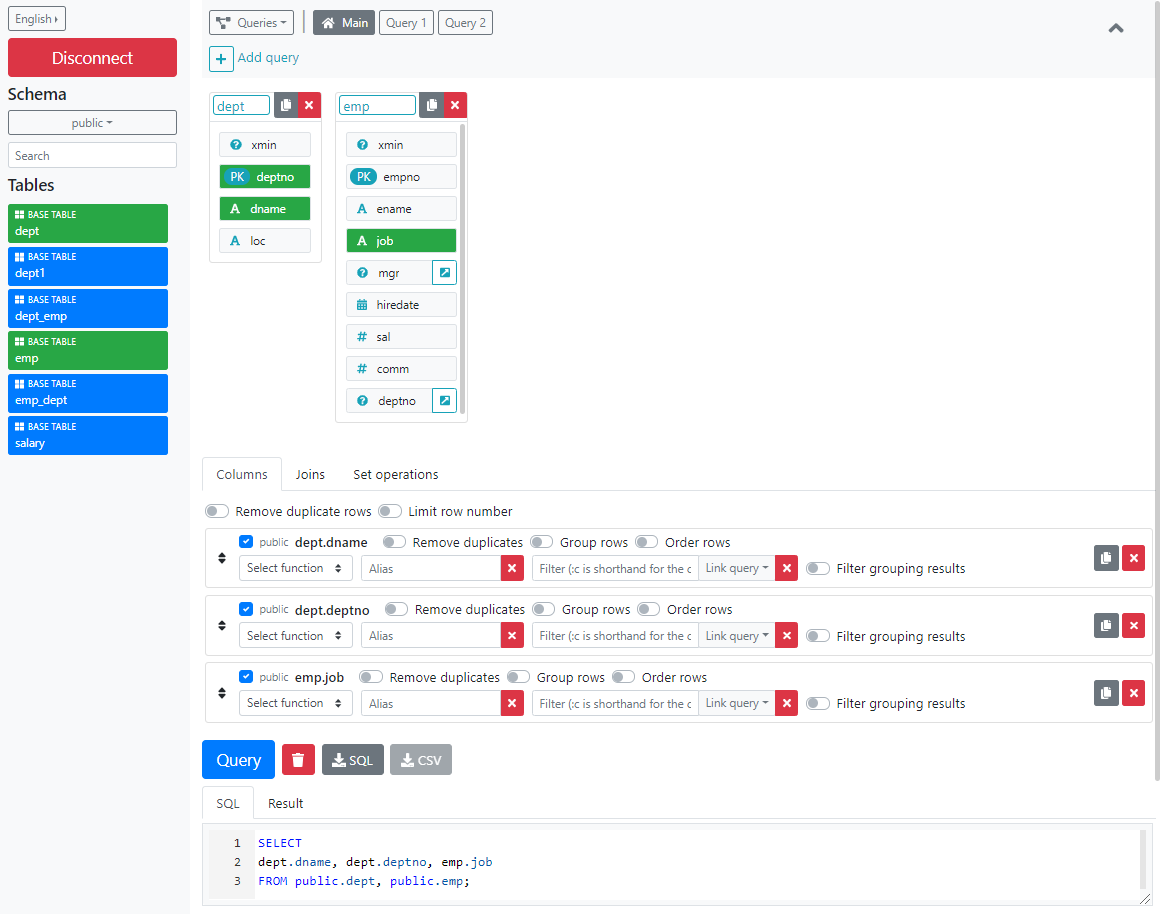 English
Disconnect
Schema
public
Search
Tables
BASE TABLE
dept
BASE TABLE
dept1
BASE TABLE
dept_emp
BASE TABLE
emp
BASE TABLE
emp_dept
BASE TABLE
salary
Queries Main Query 1 Query 2
+ Add query
dept
xmin
PK deptno
A dname
A loc
emp
? xmin
PK empno
A ename
A job
? mgr
hiredate
# sal
# comm
? deptno
Columns Joins Set operations
Remove duplicate rows Limit row number
public dept.dname Remove duplicates Group rows Order rows
Select function Alias Filter (:c is shorthand for the c Link query Filter grouping results
public dept.deptno Remove duplicates Group rows Order rows
Select function Alias Filter (:c is shorthand for the c Link query Filter grouping results
public emp.job Remove duplicates Group rows Order rows
Select function Alias Filter (:c is shorthand for the c Link query Filter grouping results
Query SQL CSV
SQL Result
1 SELECT
2 dept.dname, dept.deptno, emp.job
3 FROM public.dept, public.emp;